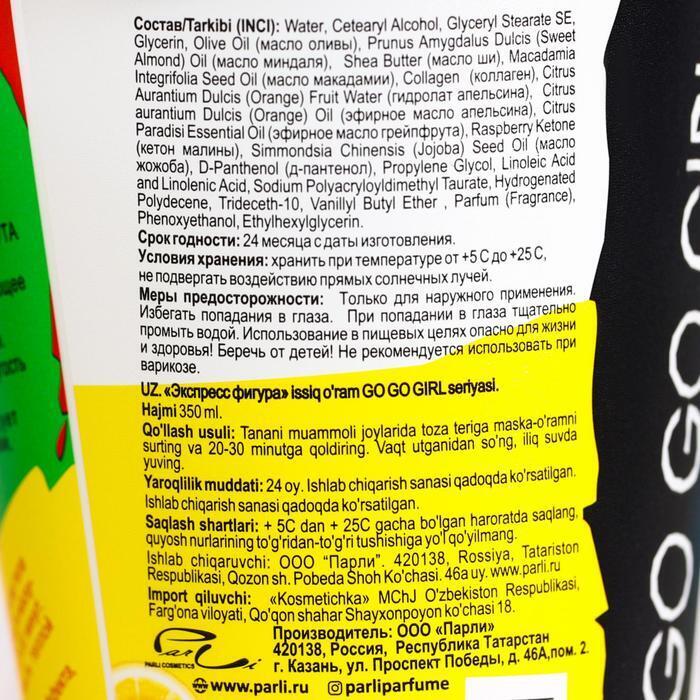 Состав/Tarkibi (INCI): Water, Cetearyl Alcohol, Glyceryl Stearate SE,
Glycerin, Olive Oil (масло оливы), Prunus Amygdalus Dulcis (Sweet
Almond) Oil (масло миндаля), Shea Butter (масло ши), Macadamia
Integrifolia Seed Oil (масло макадамии), Collagen (коллаген), Citrus
Aurantium Dulcis (Orange) Fruit Water (гидролат апельсина), Citrus
aurantium Dulcis (Orange) Oil (эфирное масло апельсина), Citrus
Paradisi Essential Oil (эфирное масло грейпфрута), Raspberry Ketone
(кетон малины), Simmondsia Chinensis (Jojoba) Seed Oil (масло
жожоба), D-Panthenol (д-пантенол), Propylene Glycol, Linoleic Acid
and Linolenic Acid, Sodium Polyacryloyldimethyl Taurate, Hydrogenated
Polydecene, Trideceth-10, Vanillyl Butyl Ether , Parfum (Fragrance),
Phenoxyethanol, Ethylhexylglycerin.
Срок годности: 24 месяца с даты изготовления.
Условия хранения: хранить при температуре от +5 С до +25 С,
не подвергать воздействию прямых солнечных лучей.
Меры предосторожности: Только для наружного применения.
Избегать попадания в глаза. При попадании в глаза тщательно
промыть водой. Использование в пищевых целях опасно для жизни
и здоровья! Беречь от детей! Не рекомендуется использовать при
варикозе.
UZ. «Экспресс фигура» issiq o'ram GO GO GIRL seriyasi.
Hajmi 350 ml.
Qo'llash usuli: Tanani muammoli joylarida toza teriga maska-o'ramni
surting va 20-30 minutga qoldiring. Vaqt utganidan so'ng, iliq suvda
yuving.
Yaroqlilik muddati: 24 oy. Ishlab chiqarish sanasi qadoqda ko'rsatilgan.
Ishlab chiqarish sanasi qadoqda ko'rsatilgan.
Saqlash shartlari: + 5C dan + 25C gacha bo'lgan haroratda saqlang,
quyosh nurlarining to'g'ridan-to'g'ri tushishiga yo'l qo'yilmang.
Ishlab chiqaruvchi: ООО “Парли”. 420138, Rossiya, Tatariston
Respublikasi, Qozon sh. Pobeda Shoh Ko'chasi. 46a uy. www.parli.ru
Import qiluvchi: «Kosmetichka» MChJ O'zbekiston Respublikasi,
Farg'ona viloyati, Qo'qon shahar Shayxonpoyon ko'chasi 18.
Parli
PARLI COSMETICS
Производитель: ООО «Парли»
420138, Россия, Республика Татарстан
г. Казань, ул. Проспект Победы, д. 46А, пом. 2.
www.parli.ru
parliparfume
GO GO GIRL